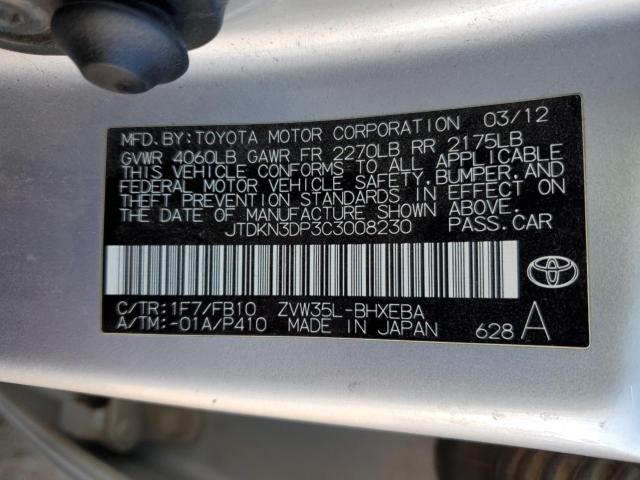 MFD.BY:TOYOTA MOTOR CORPORATION 03/12
GVWR 4060LB GAWR FR 2270LB RR 2175LB
THIS VEHICLE CONFORMS TO ALL APPLICABLE
FEDERAL MOTOR VEHICLE SAFETY,BUMPER,AND
THEFT PREVENTION STANDARDS IN EFFECT ON
THE DATE OF MANUFACTURE SHOWN ABOVE.
JTDKN3DP3C3008230 PASS.CAR
C/TR:1F7/FB10 ZVW35L-BHXEBA
A/TM:-01A/P410 MADE IN JAPAN 628 A